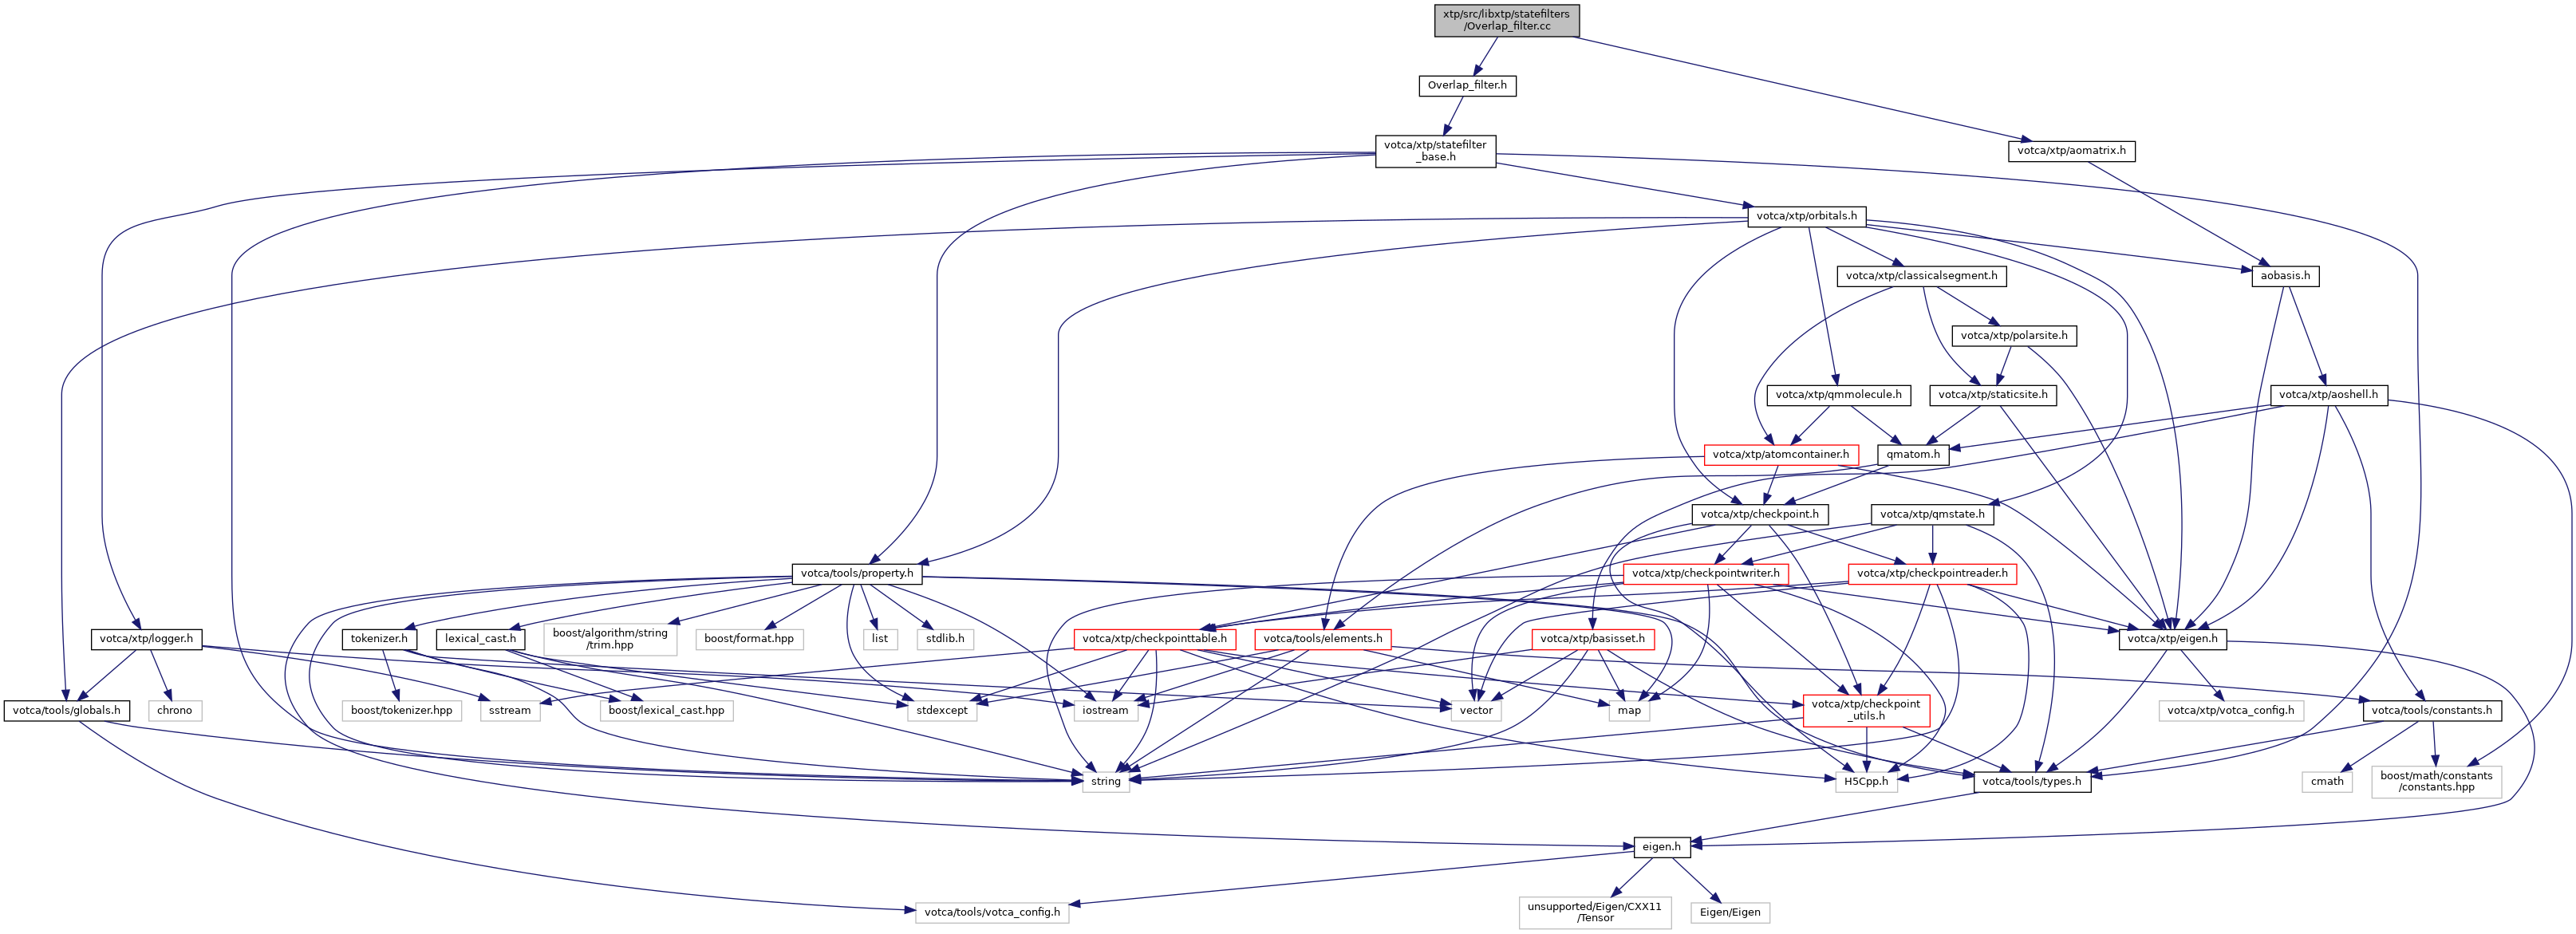 xtp/src/libxtp/statefilters
/Overlap_filter.cc
Overlap_filter.h
votca/xtp/statefilter
_base.h
votca/xtp/aomatrix.h
votca/xtp/orbitals.h
votca/xtp/classicalsegment.h
aobasis.h
votca/xtp/polarsite.h
votca/xtp/qmmolecule.h
votca/xtp/staticsite.h
votca/xtp/aoshell.h
votca/xtp/atomcontainer.h
qmatom.h
votca/xtp/checkpoint.h
votca/xtp/qmstate.h
votca/tools/property.h
votca/xtp/checkpointwriter.h
votca/xtp/checkpointreader.h
votca/xtp/logger.h
tokenizer.h
lexical_cast.h
boost/algorithm/string
/trim.hpp
boost/format.hpp
list
stdlib.h
votca/xtp/checkpointtable.h
votca/tools/elements.h
votca/xtp/basisset.h
votca/xtp/eigen.h
votca/tools/globals.h
chrono
boost/tokenizer.hpp
sstream
boost/lexical_cast.hpp
stdexcept
iostream
vector
map
votca/xtp/checkpoint
_utils.h
votca/xtp/votca_config.h
votca/tools/constants.h
string
H5Cpp.h
votca/tools/types.h
cmath
boost/math/constants
/constants.hpp
eigen.h
votca/tools/votca_config.h
unsupported/Eigen/CXX11
/Tensor
Eigen/Eigen